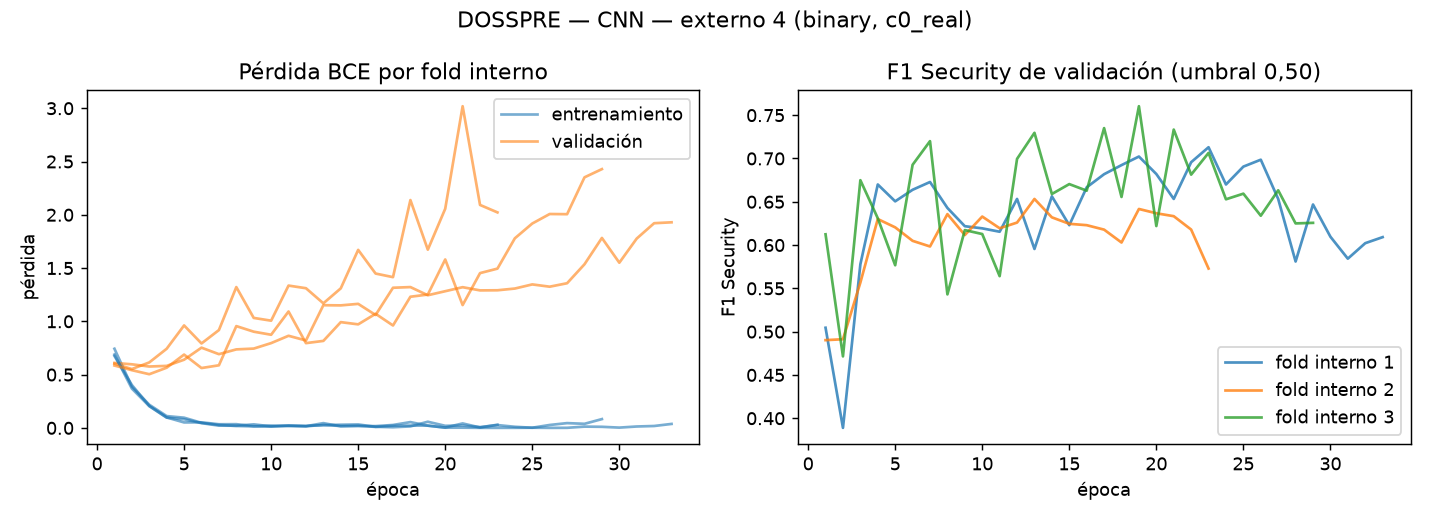 DOSSPRE — CNN — externo 4 (binary, c0_real)
Pérdida BCE por fold interno
pérdida
3.0
2.5
2.0
1.5
1.0
0.5
0.0
entrenamiento
validación
0 5 10 15 20 25 30
época
F1 Security de validación (umbral 0,50)
F1 Security
0.75
0.70
0.65
0.60
0.55
0.50
0.45
0.40
fold interno 1
fold interno 2
fold interno 3
0 5 10 15 20 25 30
época